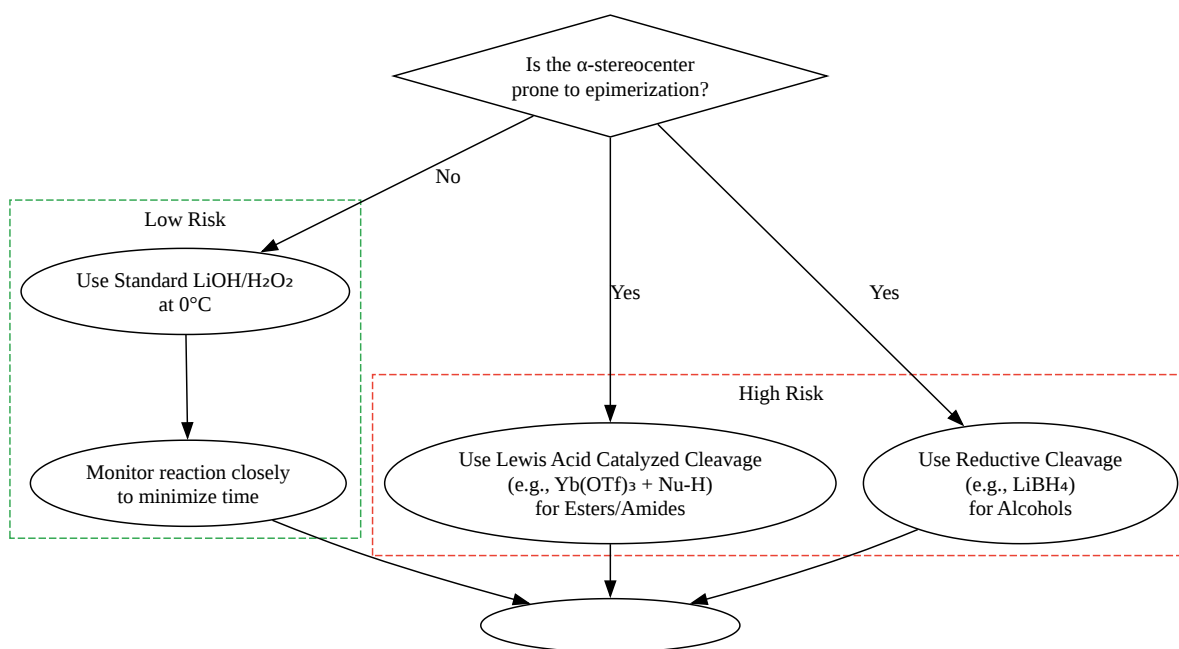 Is the α-stereocenter
prone to epimerization?
No
Low Risk
Use Standard LiOH/H₂O₂
at 0°C
Yes
Yes
High Risk
Monitor reaction closely
to minimize time
Use Lewis Acid Catalyzed Cleavage
(e.g., Yb(OTf)₃ + Nu-H)
for Esters/Amides
Use Reductive Cleavage
(e.g., LiBH₄)
for Alcohols